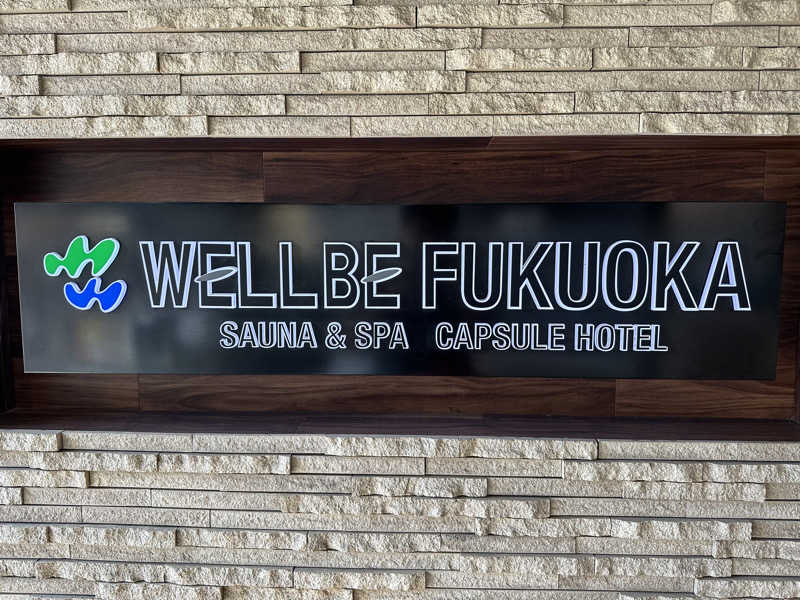 WELLBE FUKUOKA
SAUNA & SPA CAPSULE HOTEL